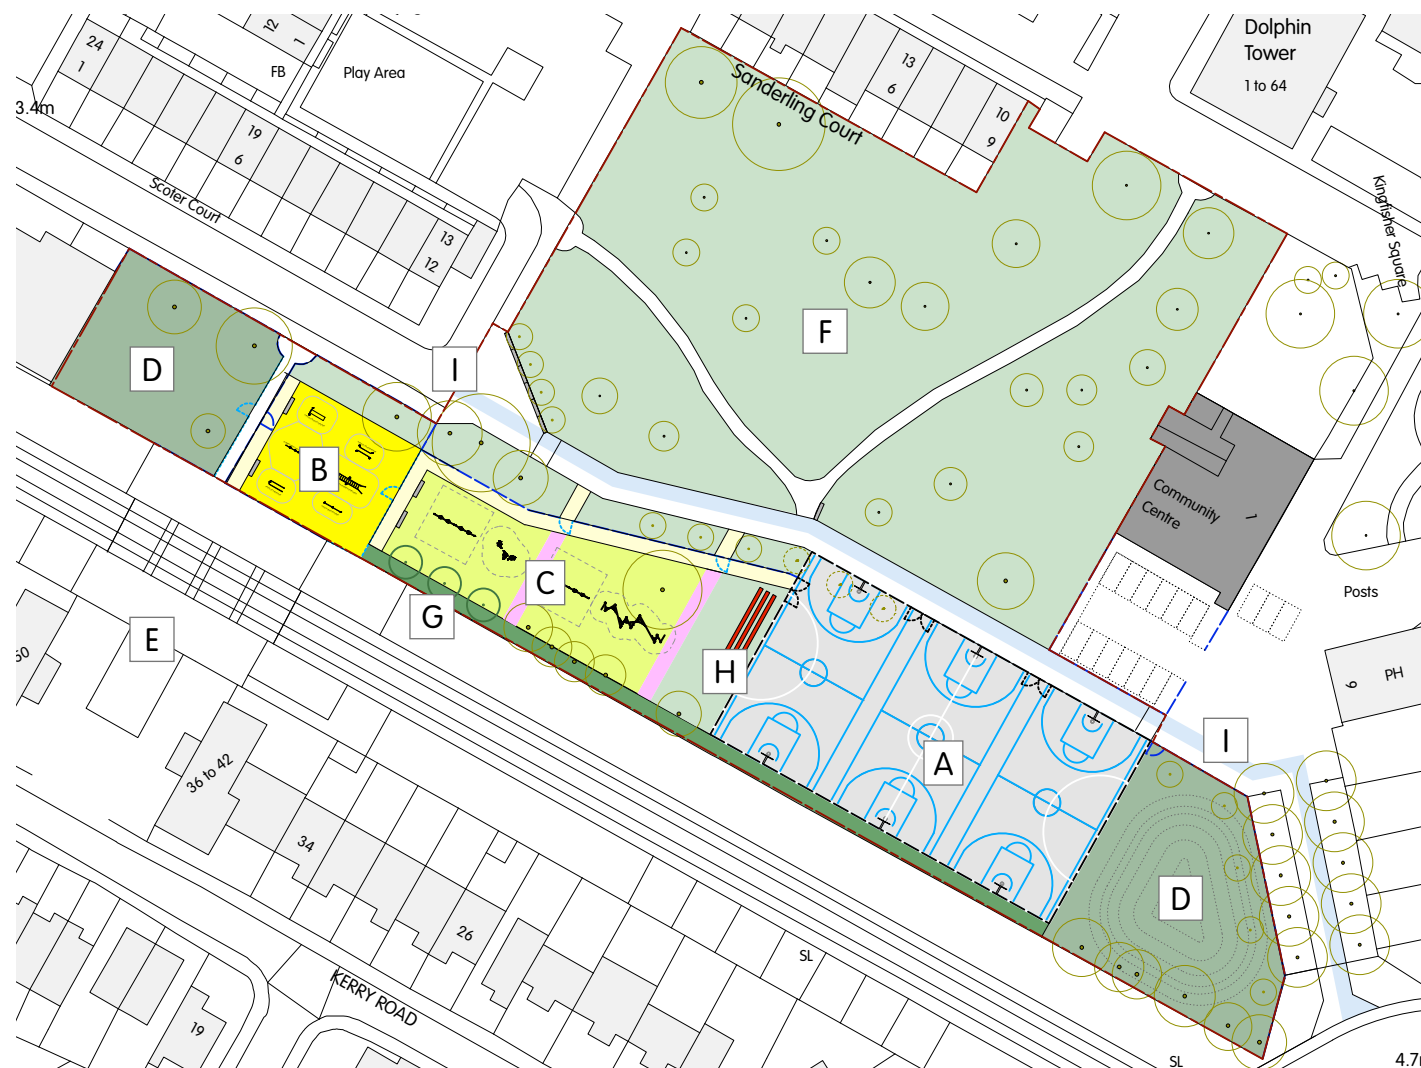 Dolphin
Tower
1 to 64
12
1
24
1
FB
Play Area
13
6
Sanderling Court
10
9
3.4m
19
6
Scoter Court
Kingfisher Square
13
12
F
D
I
B
Community
Centre
1
C
G
E
Posts
H
PH
9
I
A
36 to 42
34
D
26
SL
KERRY ROAD
19
SL